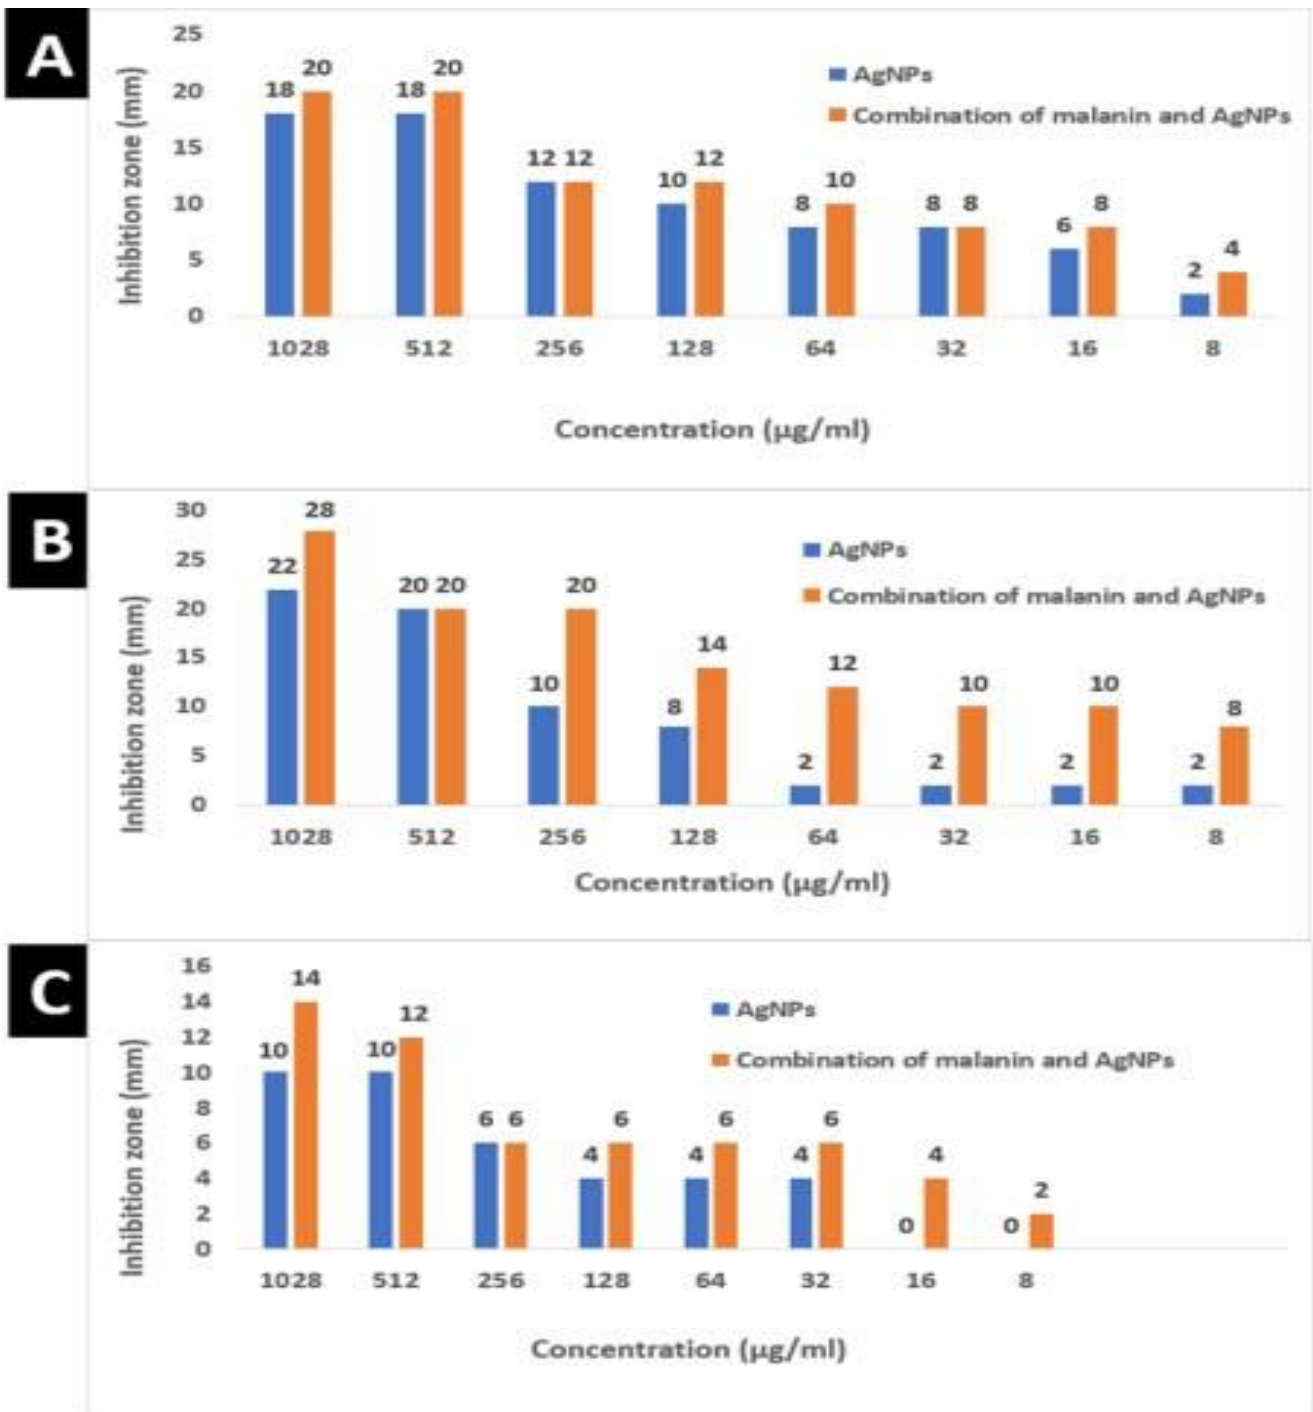 A
25
20
15
10
5
0
Inhibition zone (mm)
18 20 18 20 12 12 10 12 8 10 8 8 6 8 2 4
AgNPs
Combination of malanin and AgNPs
1028 512 256 128 64 32 16 8
Concentration (µg/ml)
B
30
25
20
15
10
5
0
Inhibition zone (mm)
22 28 20 20 10 20 8 14 2 12 2 10 2 10 2 8
AgNPs
Combination of malanin and AgNPs
1028 512 256 128 64 32 16 8
Concentration (µg/ml)
C
16
14
12
10
8
6
4
2
0
Inhibition zone (mm)
10 14 10 12 6 6 4 6 4 6 4 6 0 4 0 2
AgNPs
Combination of malanin and AgNPs
1028 512 256 128 64 32 16 8
Concentration (µg/ml)